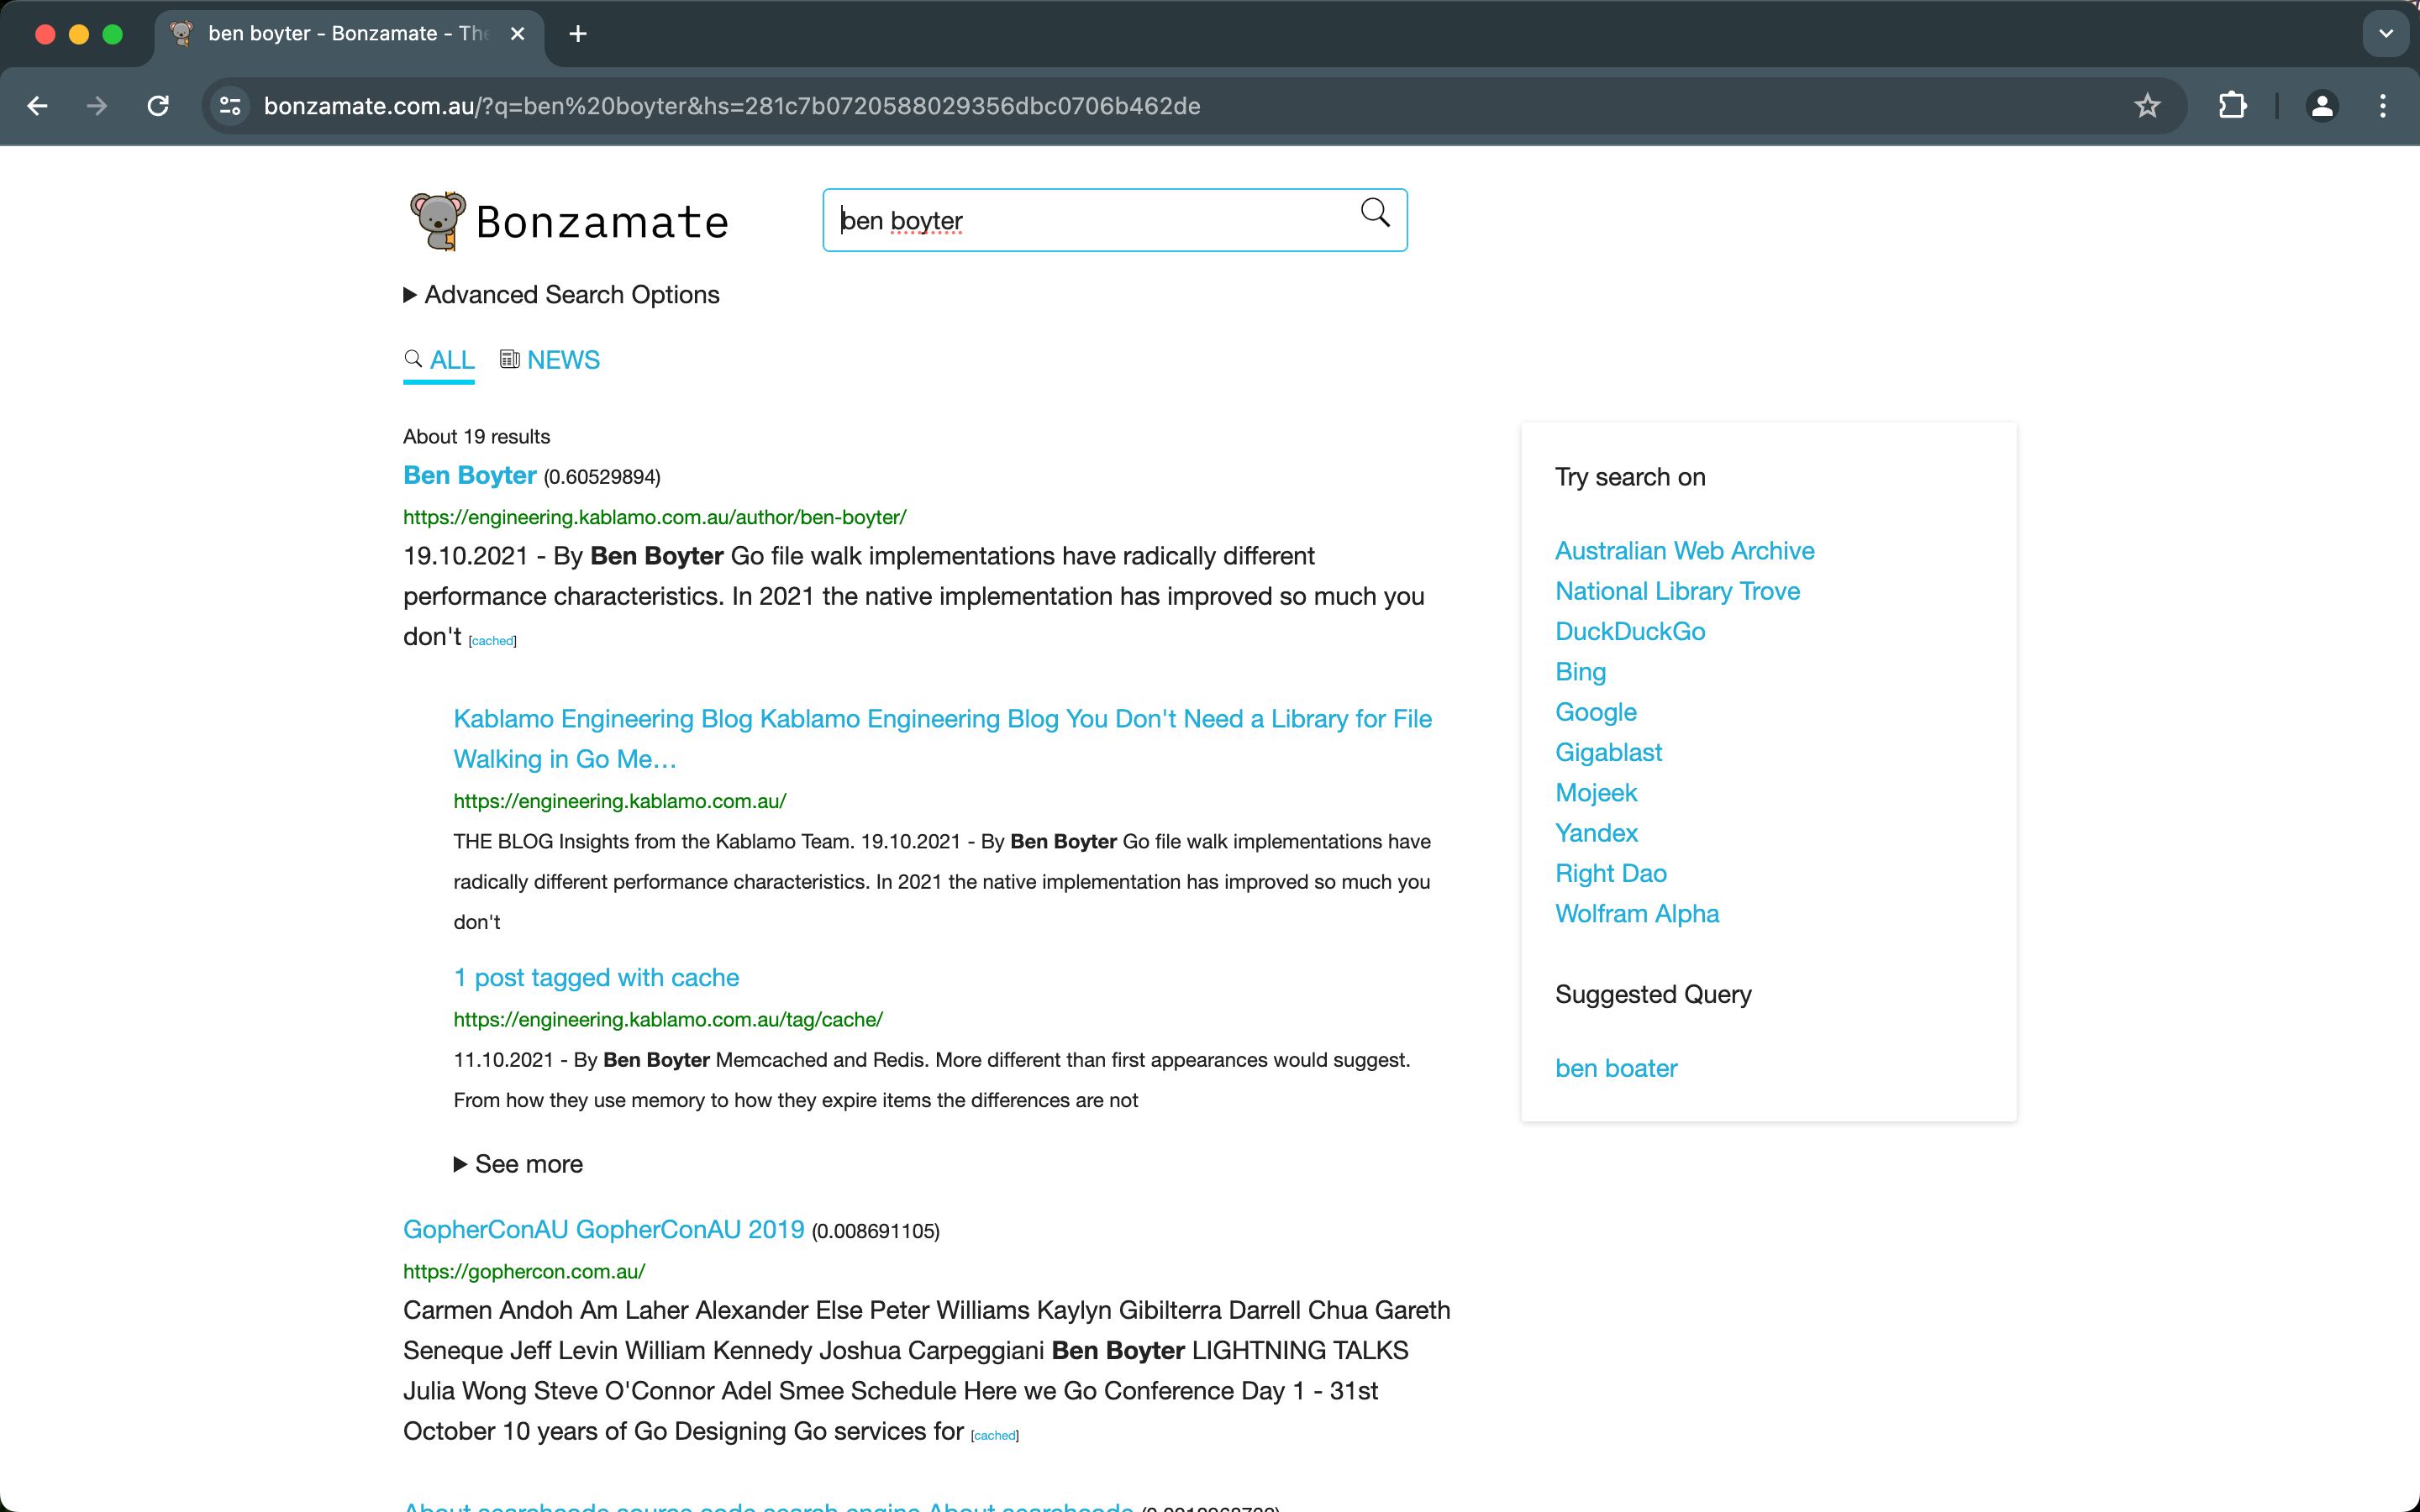 ben boyter - Bonzamate - The
bonzamate.com.au/?q=ben%20boyter&hs=281c7b0720588029356dbc0706b462de
Bonzamate
ben boyter
Advanced Search Options
ALL NEWS
About 19 results
Ben Boyter (0.60529894)
https://engineering.kablamo.com.au/author/ben-boyter/
19.10.2021 - By Ben Boyter Go file walk implementations have radically different
performance characteristics. In 2021 the native implementation has improved so much you
don't [cached]
Kablamo Engineering Blog Kablamo Engineering Blog You Don't Need a Library for File
Walking in Go Me…
https://engineering.kablamo.com.au/
THE BLOG Insights from the Kablamo Team. 19.10.2021 - By Ben Boyter Go file walk implementations have
radically different performance characteristics. In 2021 the native implementation has improved so much you
don't
1 post tagged with cache
https://engineering.kablamo.com.au/tag/cache/
11.10.2021 - By Ben Boyter Memcached and Redis. More different than first appearances would suggest.
From how they use memory to how they expire items the differences are not
See more
GopherConAU GopherConAU 2019 (0.008691105)
https://gophercon.com.au/
Carmen Andoh Am Laher Alexander Else Peter Williams Kaylyn Gibilterra Darrell Chua Gareth
Seneque Jeff Levin William Kennedy Joshua Carpeggiani Ben Boyter LIGHTNING TALKS
Julia Wong Steve O'Connor Adel Smee Schedule Here we Go Conference Day 1 - 31st
October 10 years of Go Designing Go services for [cached]
About searchcode source code search engine About searchcode
Try search on
Australian Web Archive
National Library Trove
DuckDuckGo
Bing
Google
Gigablast
Mojeek
Yandex
Right Dao
Wolfram Alpha
Suggested Query
ben boater